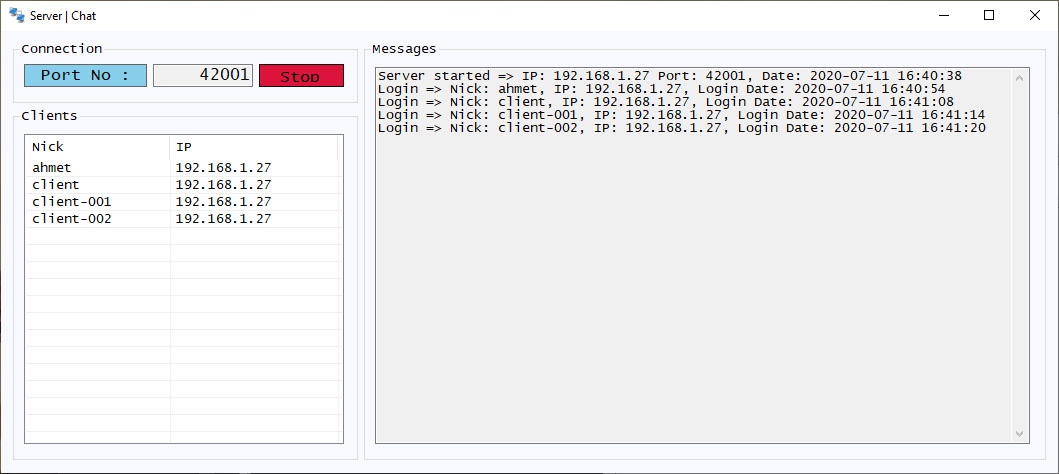 Server | Chat
Connection
Port No :
42001
Stop
Clients
Nick IP
ahmet 192.168.1.27
client 192.168.1.27
client-001 192.168.1.27
client-002 192.168.1.27
Messages
Server started => IP: 192.168.1.27 Port: 42001, Date: 2020-07-11 16:40:38
Login => Nick: ahmet, IP: 192.168.1.27, Login Date: 2020-07-11 16:40:54
Login => Nick: client, IP: 192.168.1.27, Login Date: 2020-07-11 16:41:08
Login => Nick: client-001, IP: 192.168.1.27, Login Date: 2020-07-11 16:41:14
Login => Nick: client-002, IP: 192.168.1.27, Login Date: 2020-07-11 16:41:20